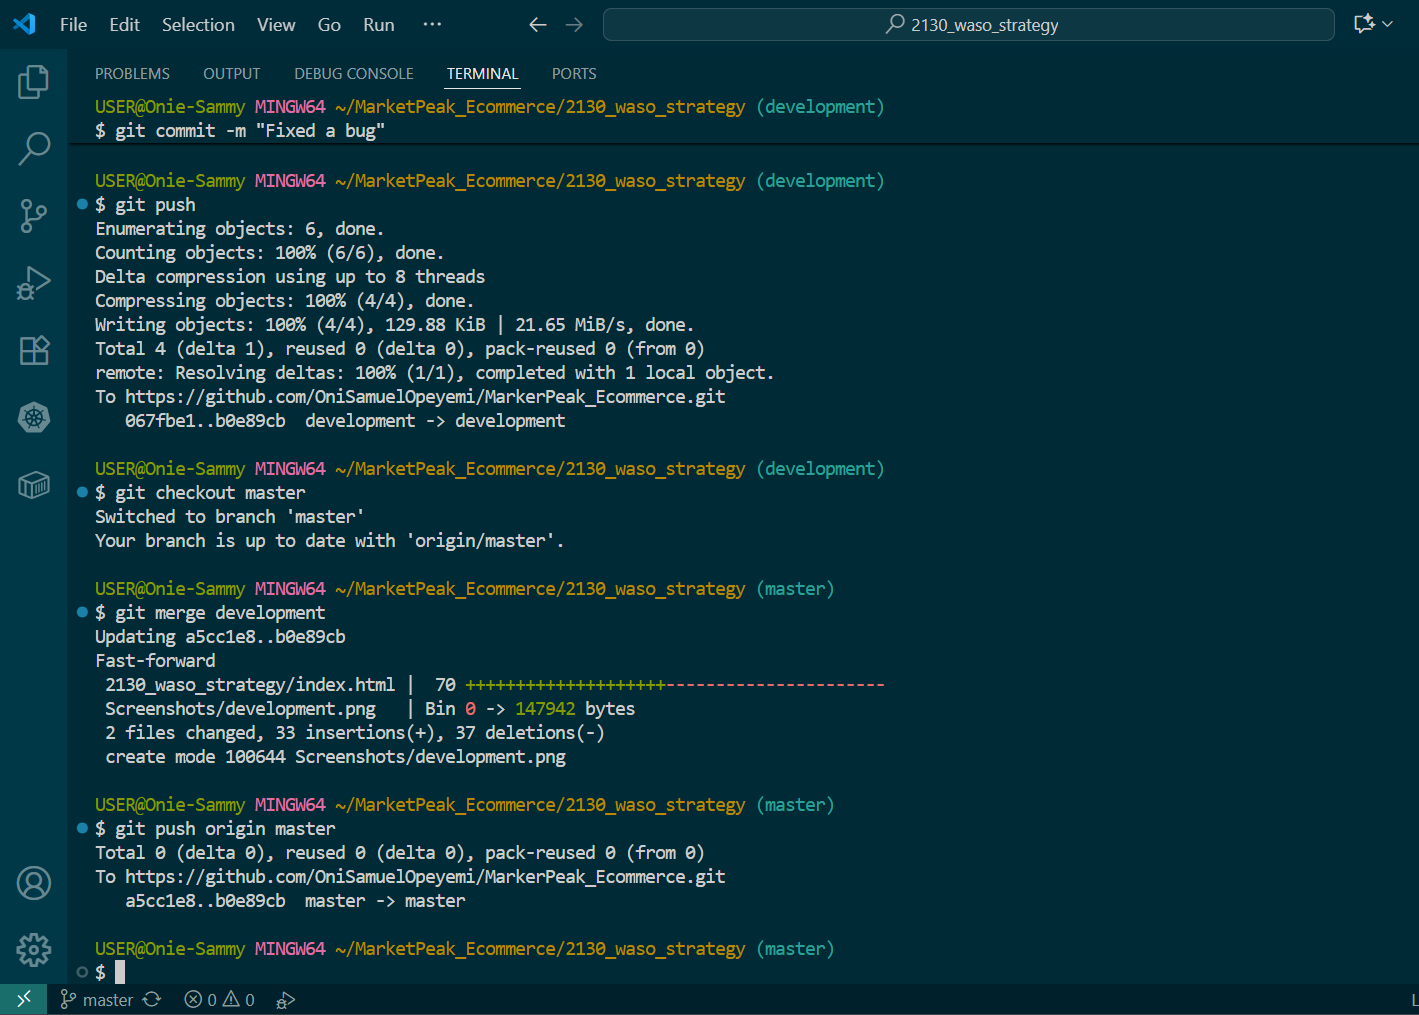 File Edit Selection View Go Run ··· 2130_waso_strategy
PROBLEMS OUTPUT DEBUG CONSOLE TERMINAL PORTS
USER@Onie-Sammy MINGW64 ~/MarketPeak_Ecommerce/2130_waso_strategy (development)
$ git commit -m "Fixed a bug"
USER@Onie-Sammy MINGW64 ~/MarketPeak_Ecommerce/2130_waso_strategy (development)
$ git push
Enumerating objects: 6, done.
Counting objects: 100% (6/6), done.
Delta compression using up to 8 threads
Compressing objects: 100% (4/4), done.
Writing objects: 100% (4/4), 129.88 KiB | 21.65 MiB/s, done.
Total 4 (delta 1), reused 0 (delta 0), pack-reused 0 (from 0)
remote: Resolving deltas: 100% (1/1), completed with 1 local object.
To https://github.com/OniSamuelOpeyemi/MarkerPeak_Ecommerce.git
067fbe1..b0e89cb  development -> development
USER@Onie-Sammy MINGW64 ~/MarketPeak_Ecommerce/2130_waso_strategy (development)
$ git checkout master
Switched to branch 'master'
Your branch is up to date with 'origin/master'.
USER@Onie-Sammy MINGW64 ~/MarketPeak_Ecommerce/2130_waso_strategy (master)
$ git merge development
Updating a5cc1e8..b0e89cb
Fast-forward
2130_waso_strategy/index.html |  70 ++++++++++++++++++++----------------------
Screenshots/development.png   | Bin 0 -> 147942 bytes
2 files changed, 33 insertions(+), 37 deletions(-)
create mode 100644 Screenshots/development.png
USER@Onie-Sammy MINGW64 ~/MarketPeak_Ecommerce/2130_waso_strategy (master)
$ git push origin master
Total 0 (delta 0), reused 0 (delta 0), pack-reused 0 (from 0)
To https://github.com/OniSamuelOpeyemi/MarkerPeak_Ecommerce.git
a5cc1e8..b0e89cb  master -> master
USER@Onie-Sammy MINGW64 ~/MarketPeak_Ecommerce/2130_waso_strategy (master)
$
master 0 0